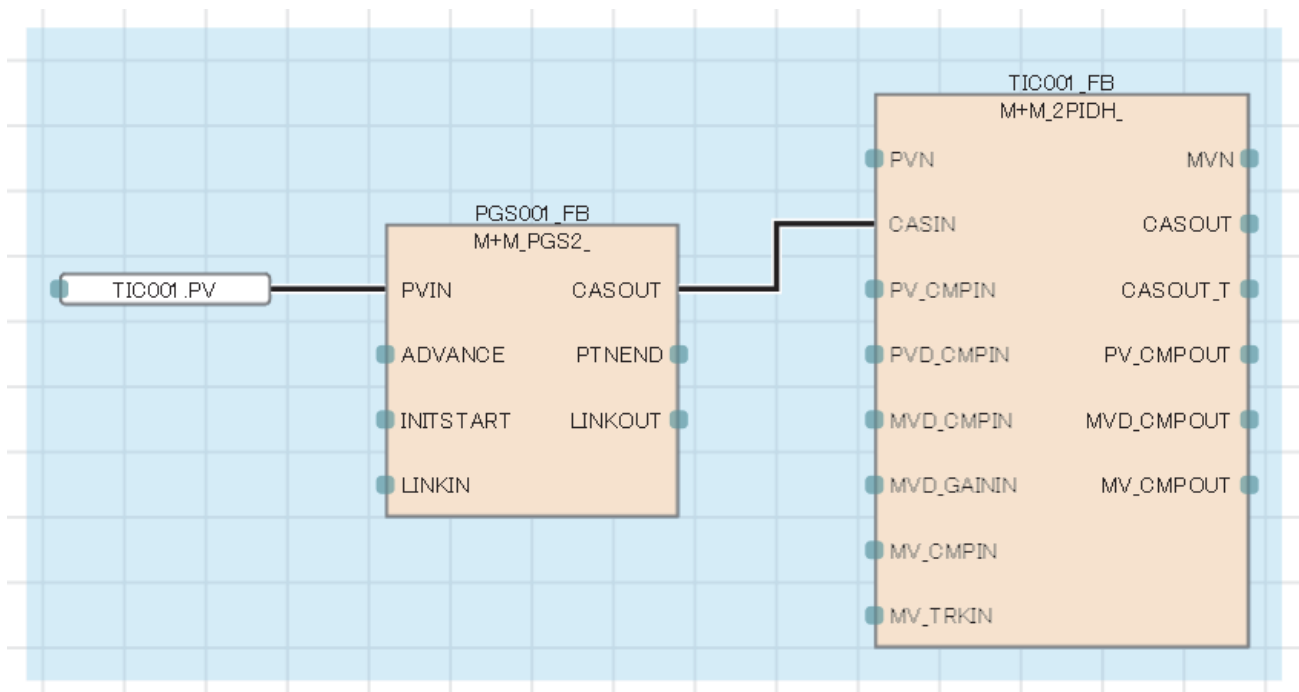 TIC001_FB
M+M_2PIDH_
PVN MVN
PGS001_FB
CASIN CASOUT
M+M_PGS2_
TIC001.PV
PVIN CASOUT
PV_CMPIN CASOUT_T
ADVANCE PTNEND
PVD_CMPIN PV_CMPOUT
INITSTART LINKOUT
MVD_CMPIN MVD_CMPOUT
LINKIN
MVD_GAININ MV_CMPOUT
MV_CMPIN
MV_TRKIN